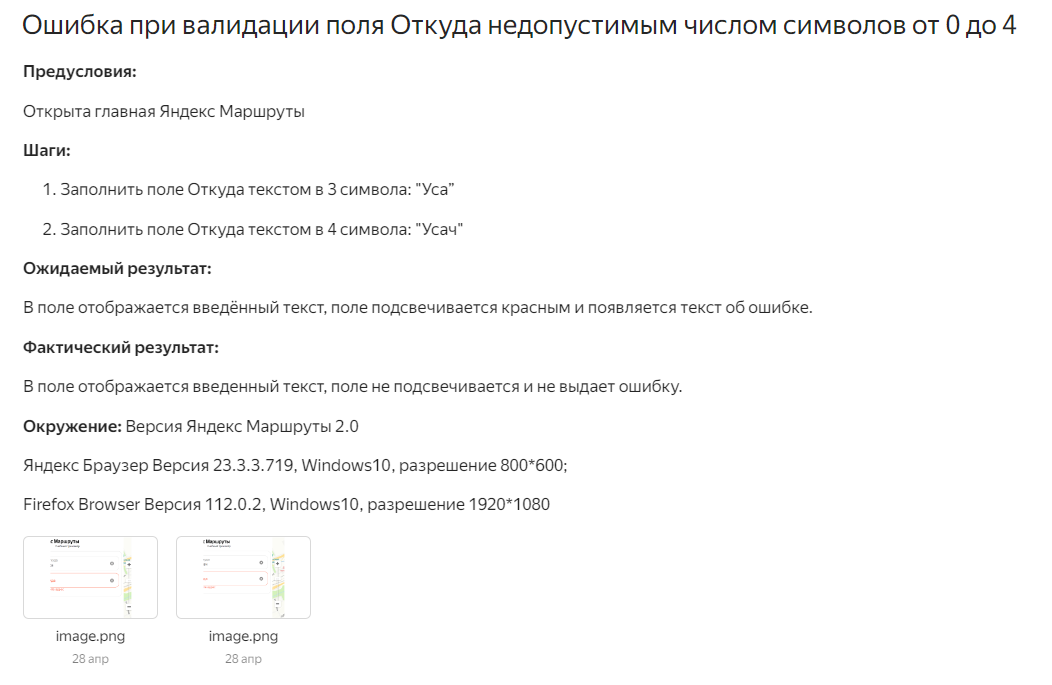 Ошибка при валидации поля Откуда недопустимым числом символов от 0 до 4
Предусловия:
Открыта главная Яндекс Маршруты
Шаги:
1. Заполнить поле Откуда текстом в 3 символа: "Уса"
2. Заполнить поле Откуда текстом в 4 символа: "Усач"
Ожидаемый результат:
В поле отображается введённый текст, поле подсвечивается красным и появляется текст об ошибке.
Фактический результат:
В поле отображается введенный текст, поле не подсвечивается и не выдает ошибку.
Окружение: Версия Яндекс Маршруты 2.0
Яндекс Браузер Версия 23.3.3.719, Windows10, разрешение 800*600;
Firefox Browser Версия 112.0.2, Windows10, разрешение 1920*1080
с Маршруты
Маршруты
image.png
image.png
28 апр
28 апр